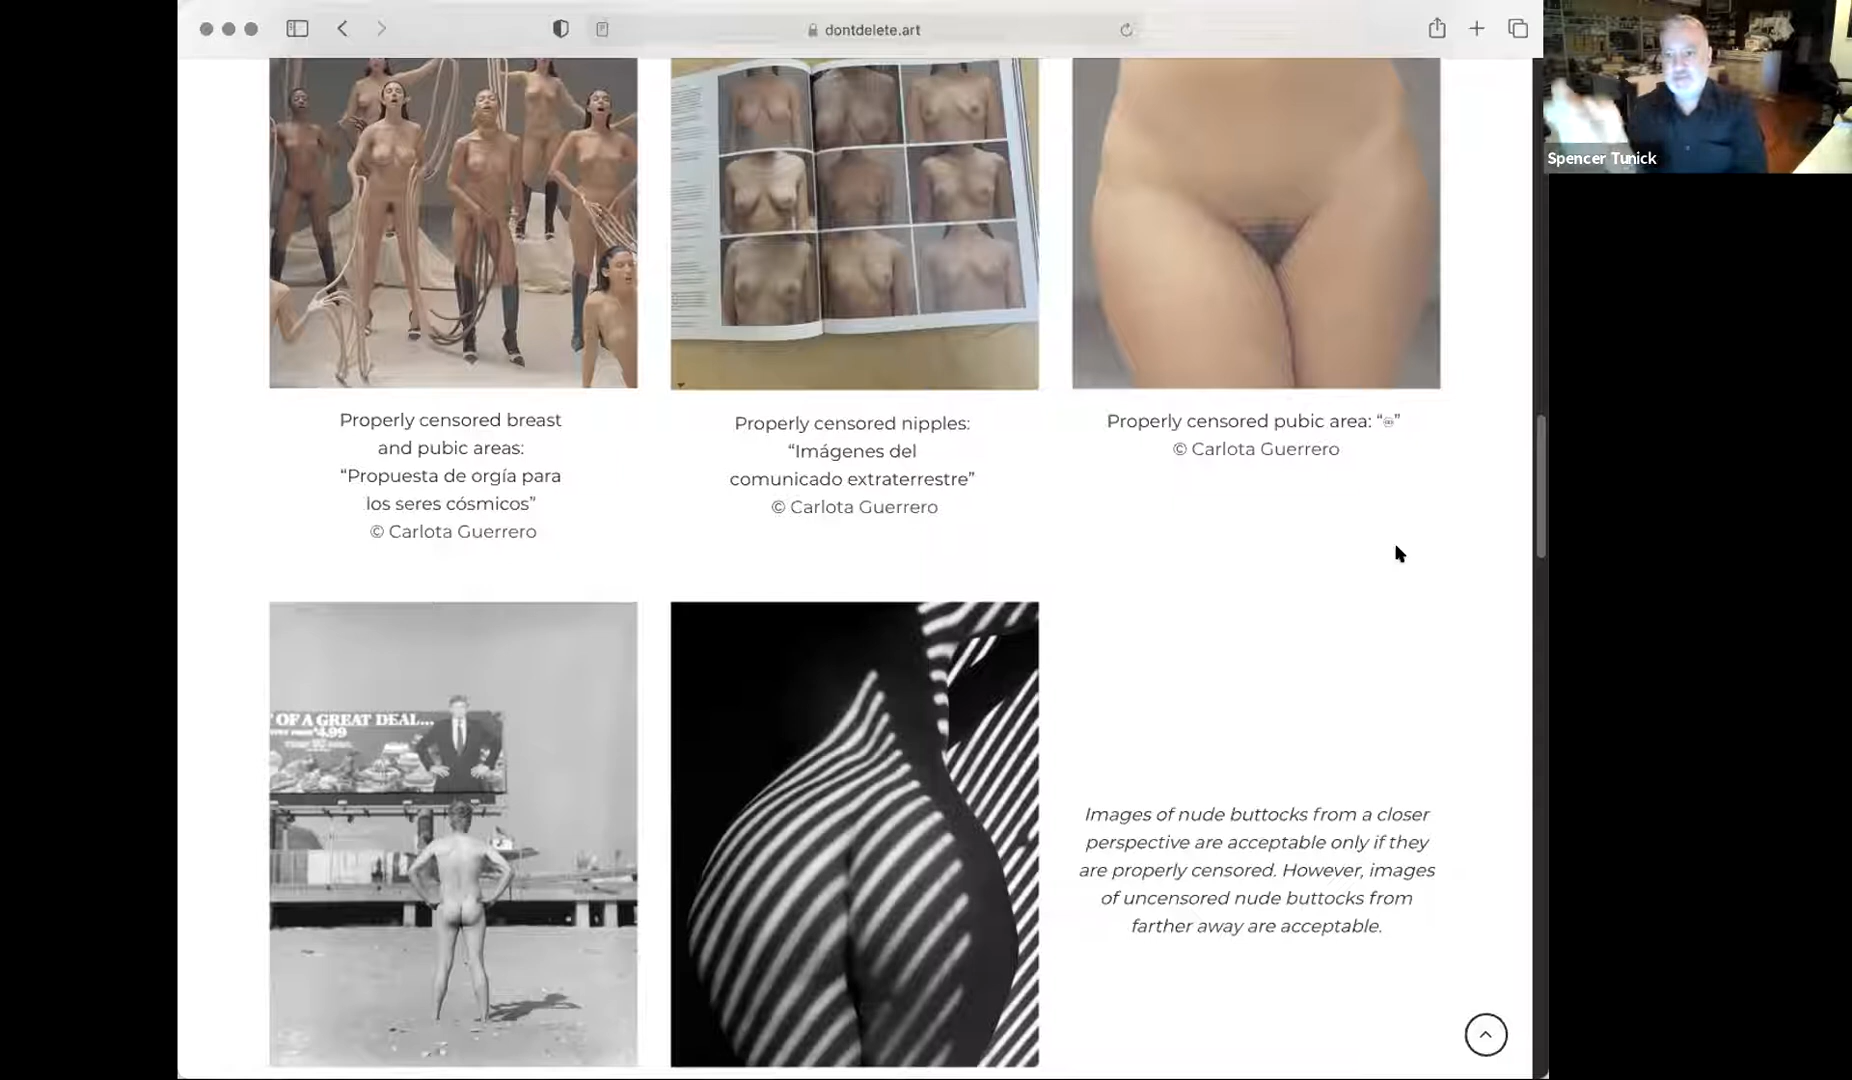 dontdelete.art
Spencer Tunick
Properly censored breast
and pubic areas:
“Propuesta de orgía para
los seres cósmicos”
© Carlota Guerrero
Properly censored nipples:
“Imágenes del
comunicado extraterrestre”
© Carlota Guerrero
Properly censored pubic area: “♾”
© Carlota Guerrero
OF A GREAT DEAL...
$4.99
Images of nude buttocks from a closer
perspective are acceptable only if they
are properly censored. However, images
of uncensored nude buttocks from
farther away are acceptable.